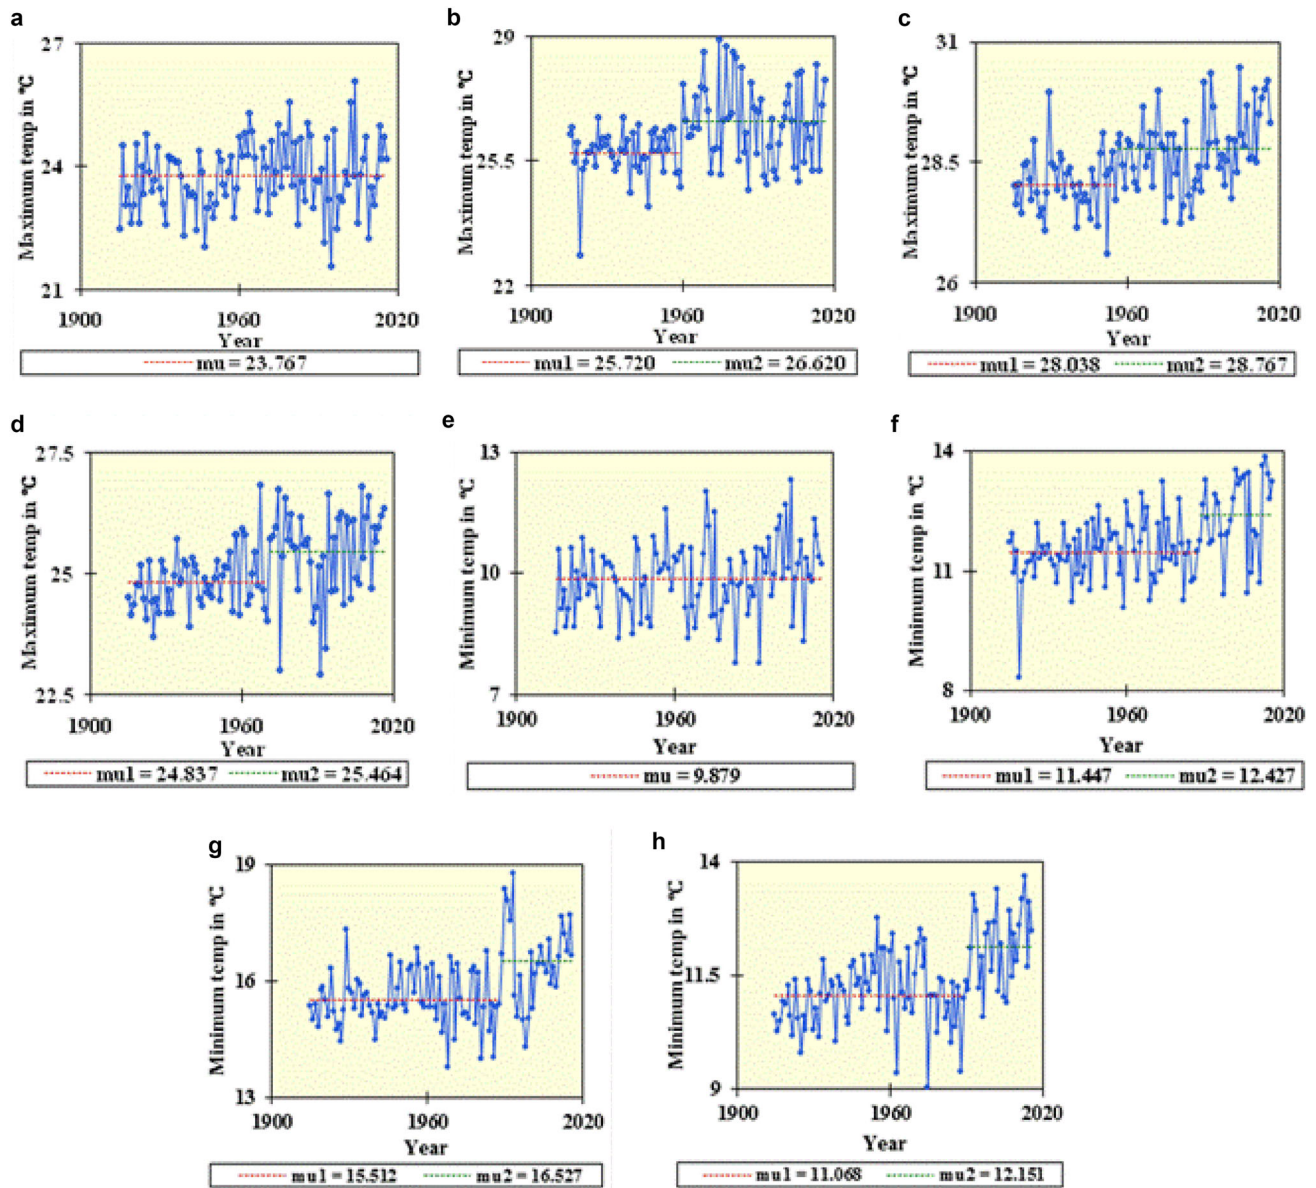 a
Maximum temp in °C
27
24
21
1900
1960
2020
Year
mu = 23.767
b
Maximum temp in °C
29
25.5
22
1900
1960
2020
Year
mu1 = 25.720
mu2 = 26.620
c
Maximum temp in °C
31
28.5
26
1900
1960
2020
Year
mu1 = 28.038
mu2 = 28.767
d
Maximum temp in °C
27.5
25
22.5
1900
1960
2020
Year
mu1 = 24.837
mu2 = 25.464
e
Minimum temp in °C
13
10
7
1900
1960
2020
Year
mu = 9.879
f
Minimum temp in °C
14
11
8
1900
1960
2020
Year
mu1 = 11.447
mu2 = 12.427
g
Minimum temp in °C
19
16
13
1900
1960
2020
Year
mu1 = 15.512
mu2 = 16.527
h
Minimum temp in °C
14
11.5
9
1900
1960
2020
Year
mu1 = 11.068
mu2 = 12.151